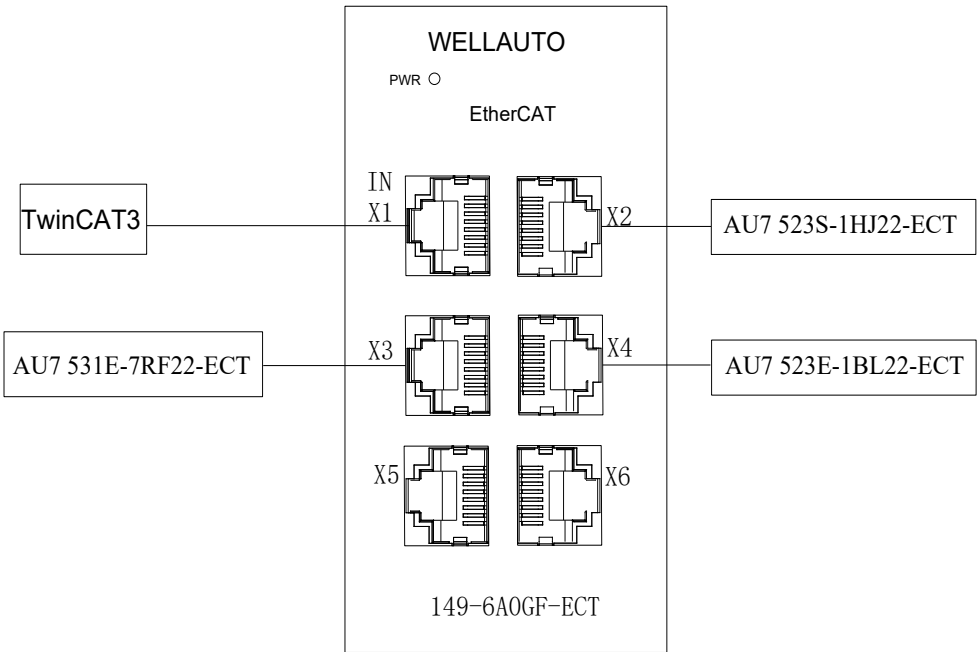 WELLAUTO
PWR
EtherCAT
IN
X1
X2
TwinCAT3
AU7 523S-1HJ22-ECT
X3
X4
AU7 531E-7RF22-ECT
AU7 523E-1BL22-ECT
X5
X6
149-6A0GF-ECT